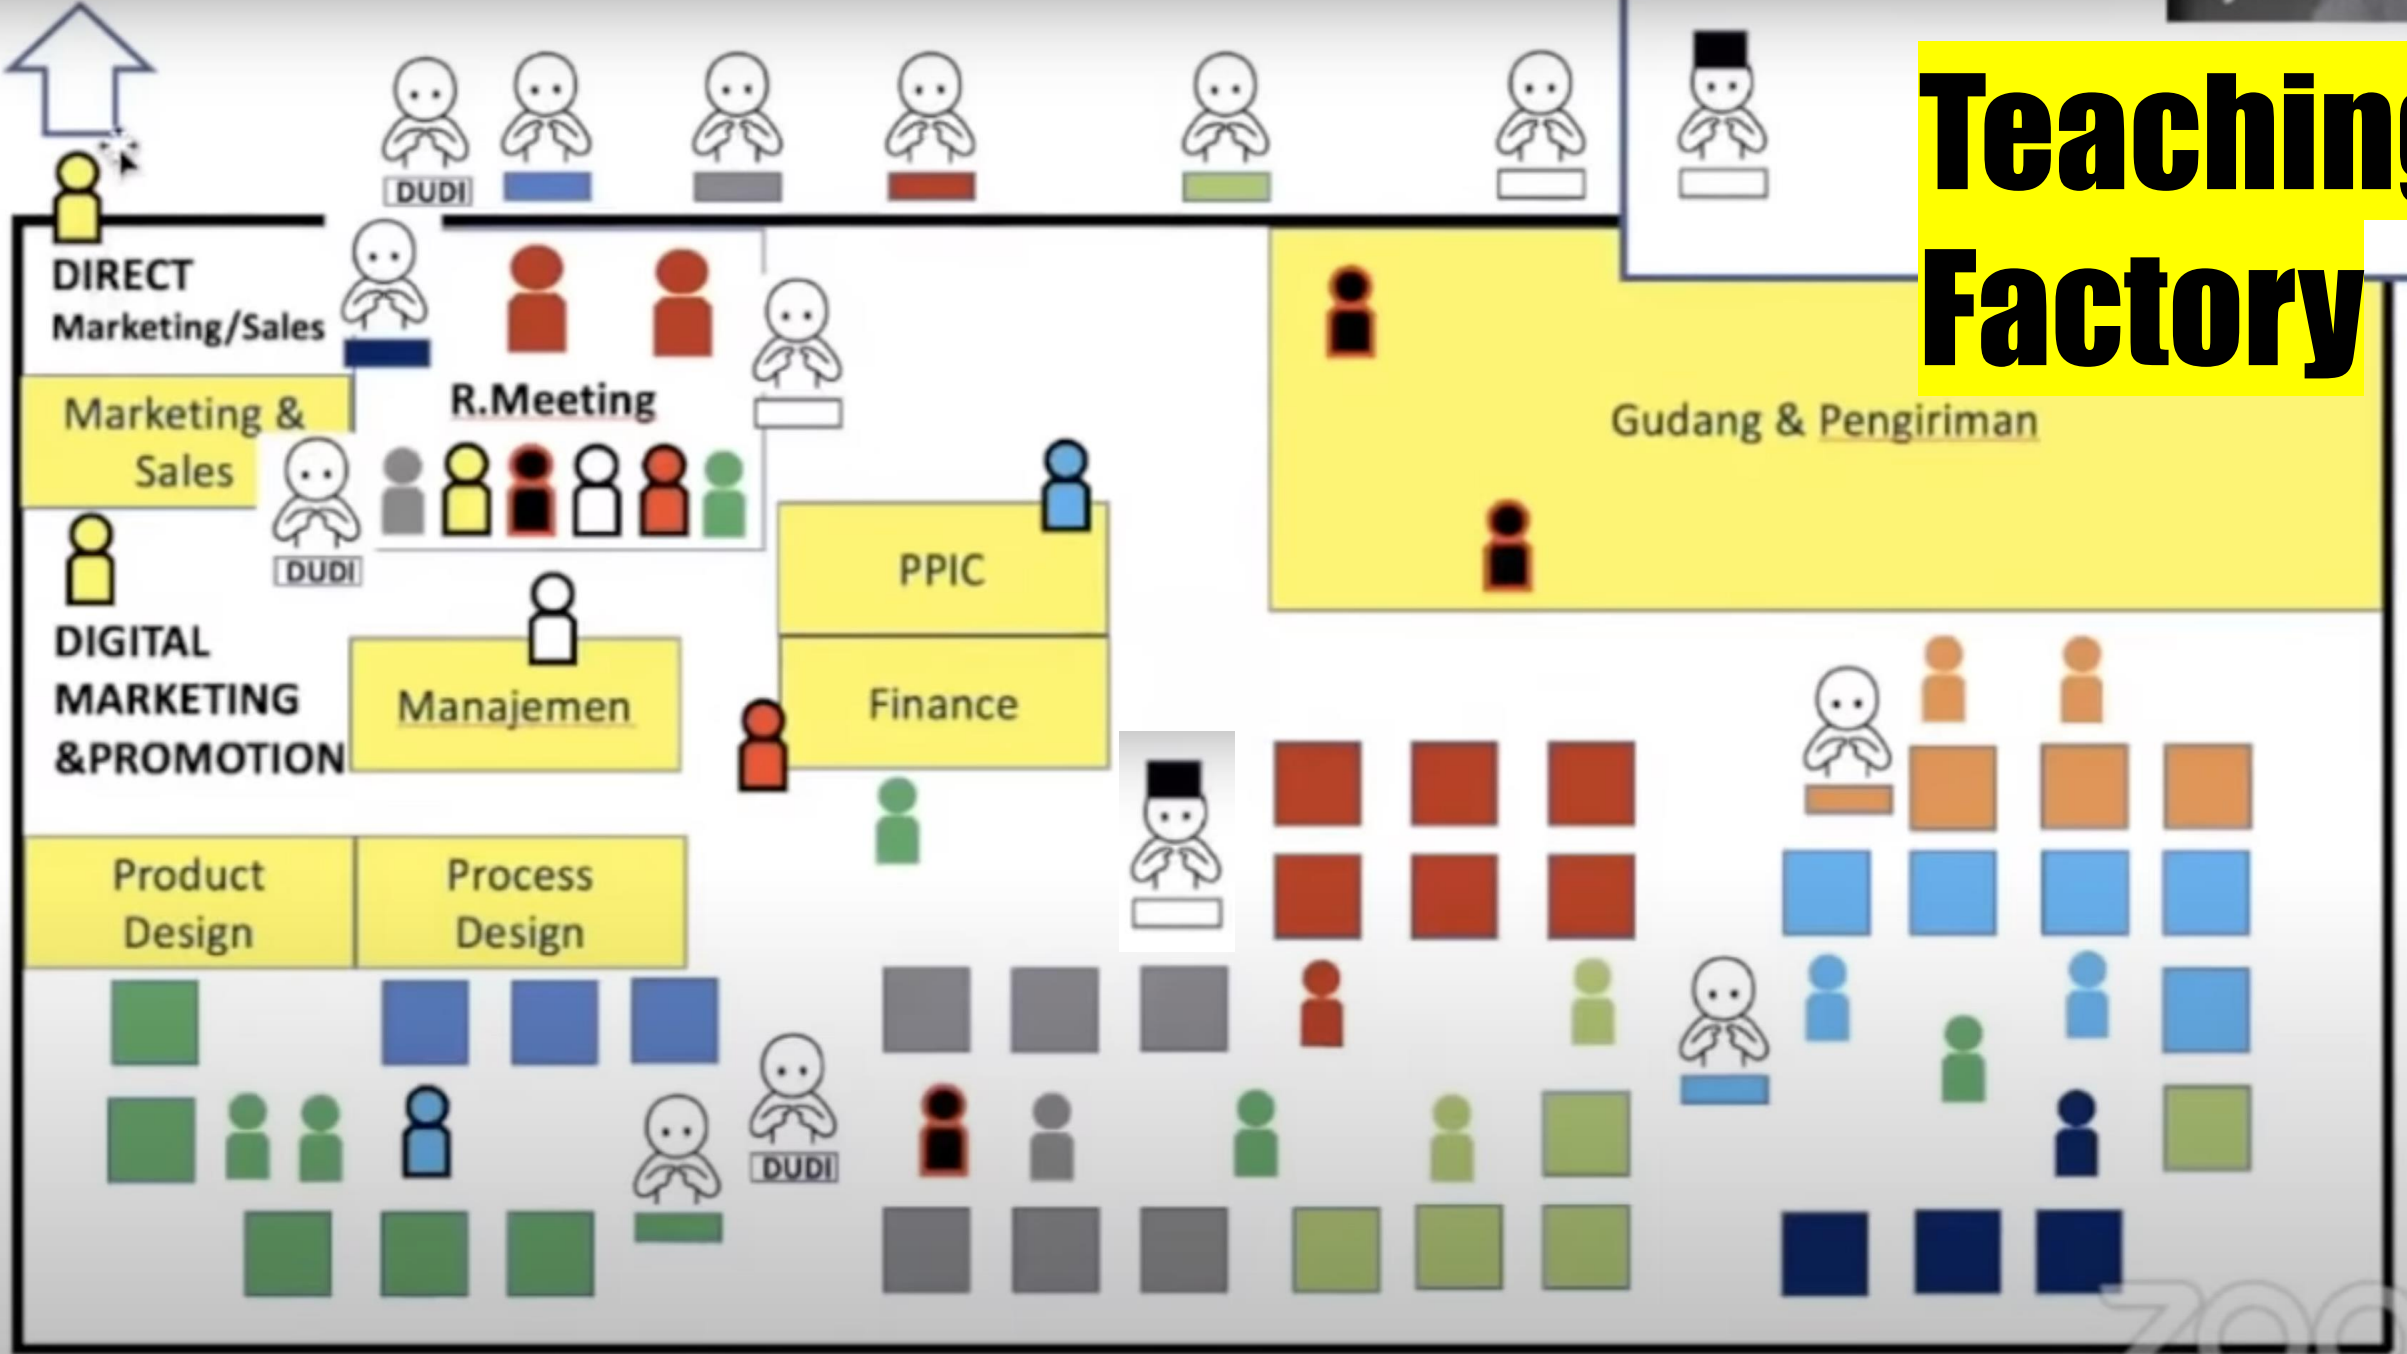 Teaching
Factory
DUDI
DIRECT
Marketing/Sales
R.Meeting
Marketing &
Sales
DUDI
Gudang & Pengiriman
PPIC
DIGITAL
MARKETING
&PROMOTION
Manajemen
Finance
Product
Design
Process
Design
DUDI
zoo